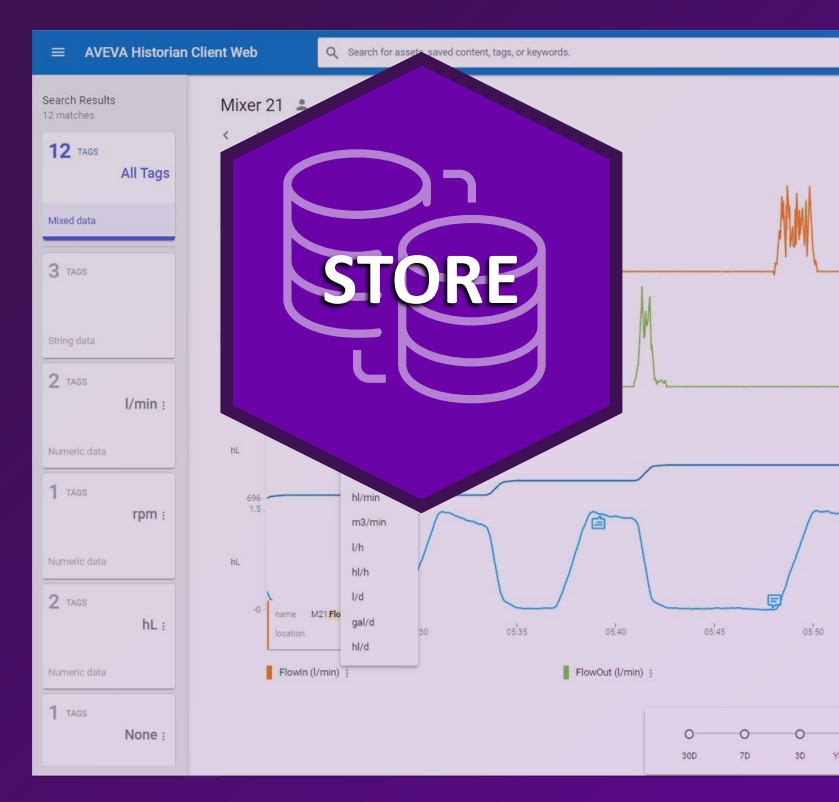 AVEVA Historian Client Web
Search for assets, saved content, tags, or keywords.
Search Results
12 matches
Mixer 21
12 TAGS
All Tags
Mixed data
3 TAGS
String data
2 TAGS
l/min
Numeric data
1 TAGS
rpm
Numeric data
2 TAGS
hL
Numeric data
1 TAGS
None
STORE
hL
696
1.5
hL
-0
hl/min
m3/min
l/h
hl/h
l/d
gal/d
hl/d
name M21.Flo
location
30
05:35
05:40
05:45
05:50
FlowIn (l/min)
FlowOut (l/min)
30D
7D
3D